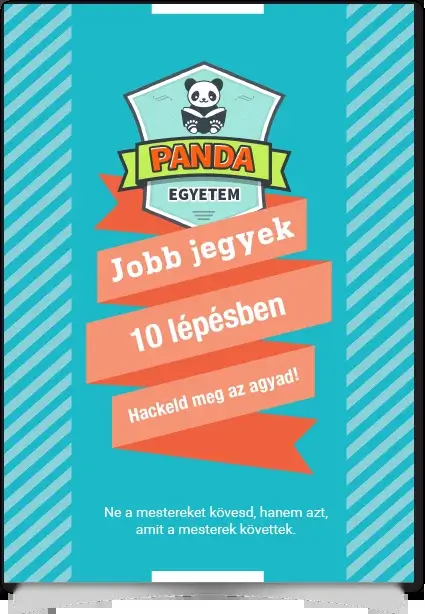 PANDA
EGYETEM
Jobb jegyek
10 lépésben
Hackeld meg az agyad!
Ne a mestereket kövesd, hanem azt,
amit a mesterek követtek.